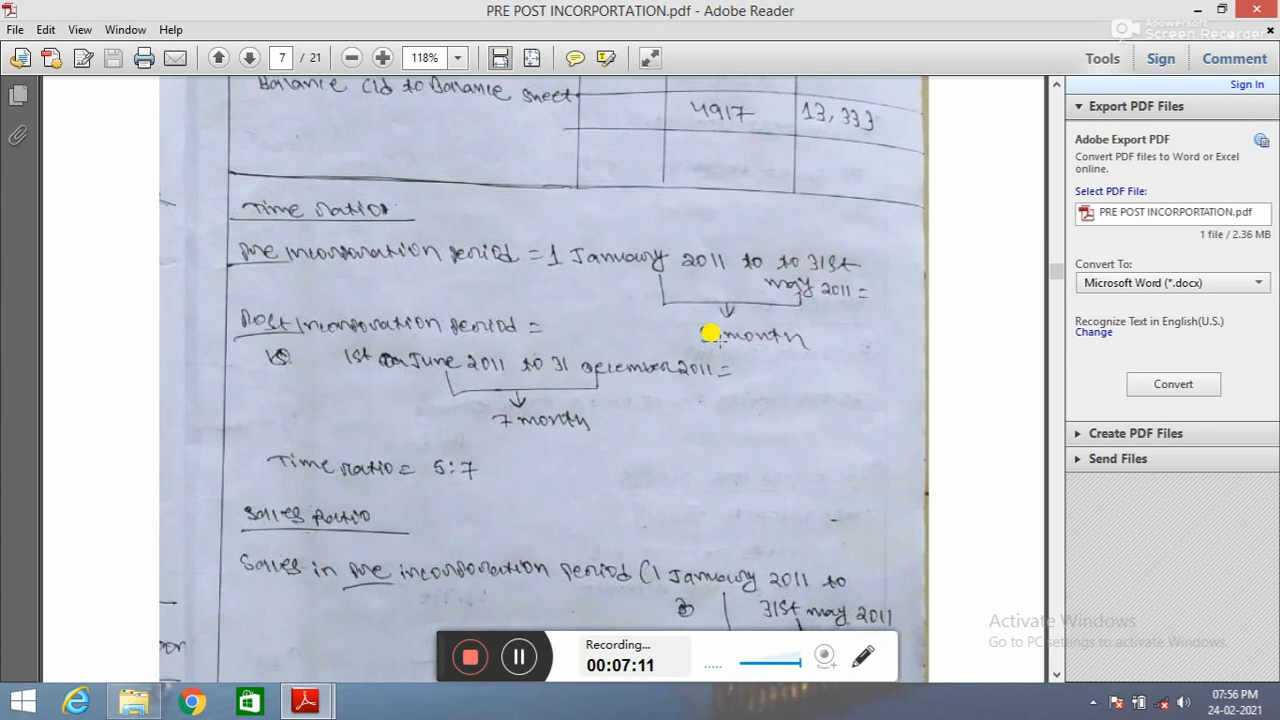 PRE POST INCORPORTATION.pdf - Adobe Reader
File Edit View Window Help
Apowersoft
Screen Recorder
7 / 21 118%
Tools Sign Comment
Sign In
Export PDF Files
Adobe Export PDF
Convert PDF files to Word or Excel
online.
Select PDF File:
PRE POST INCORPORTATION.pdf
1 file / 2.36 MB
Convert To:
Microsoft Word (*.docx)
Recognize Text in English(U.S.)
Change
Convert
Create PDF Files
Send Files
Balance C/d to Balance Sheet
4917 13,333
Time ratio
Pre incorporation period = 1 January 2011 to to 31st
may 2011 =
month
Post incorporation period =
1st June 2011 to 31 December 2011 =
7 month
Time ratio = 5:7
Sales Ratio
Sales in pre incorporation period (1 January 2011 to
31st may 2011
Activate Windows
Go to PC settings to activate Windows.
Recording...
00:07:11
07:56 PM
24-02-2021